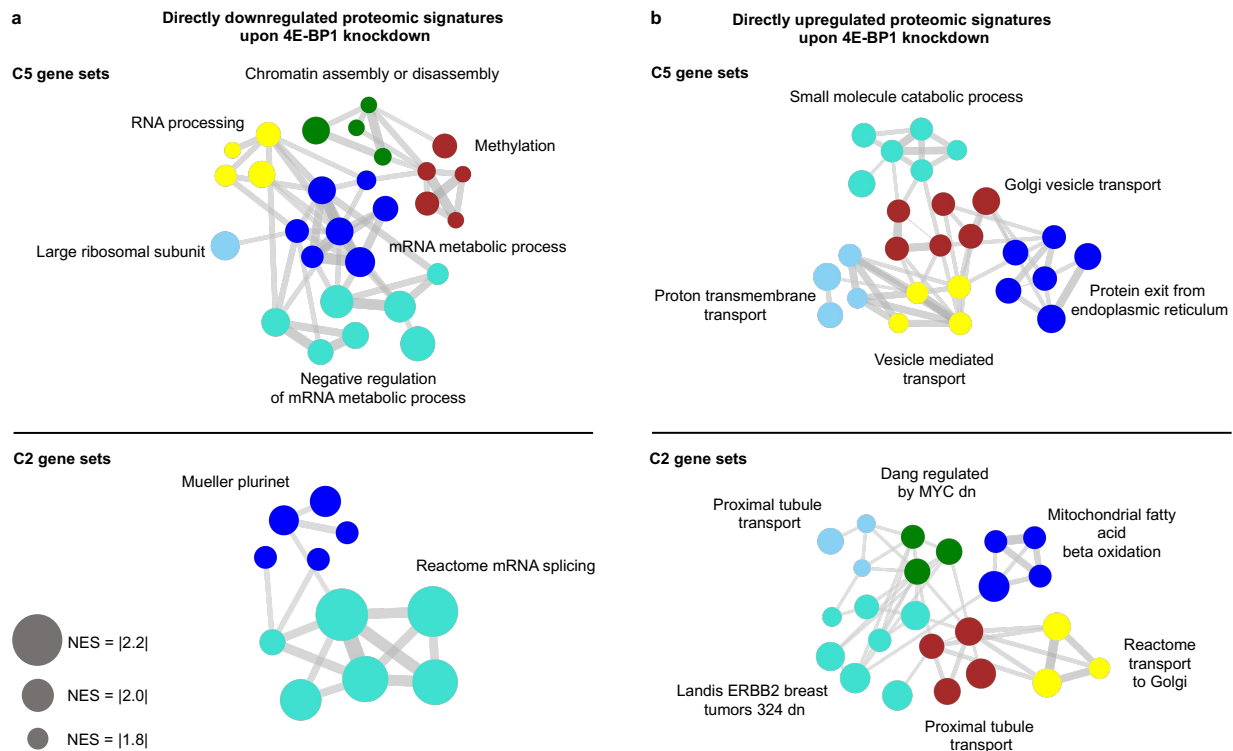 a
Directly downregulated proteomic signatures
upon 4E-BP1 knockdown
C5 gene sets
Chromatin assembly or disassembly
RNA processing
Methylation
Large ribosomal subunit
mRNA metabolic process
Negative regulation
of mRNA metabolic process
C2 gene sets
Mueller plurinet
Reactome mRNA splicing
NES = |2.2|
NES = |2.0|
NES = |1.8|
b
Directly upregulated proteomic signatures
upon 4E-BP1 knockdown
C5 gene sets
Small molecule catabolic process
Golgi vesicle transport
Proton transmembrane
transport
Protein exit from
endoplasmic reticulum
Vesicle mediated
transport
C2 gene sets
Dang regulated
by MYC dn
Proximal tubule
transport
Mitochondrial fatty
acid
beta oxidation
Reactome
transport
to Golgi
Landis ERBB2 breast
tumors 324 dn
Proximal tubule
transport